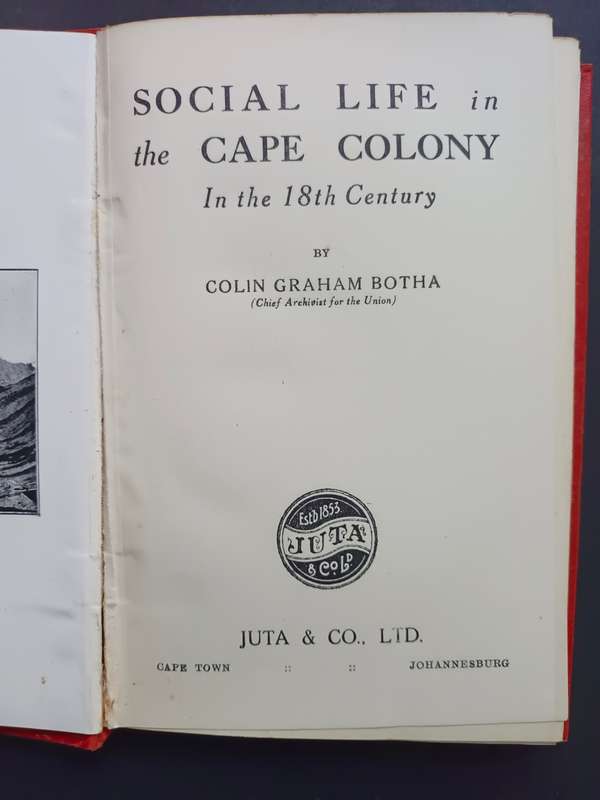 SOCIAL LIFE in
the CAPE COLONY
In the 18th Century
BY
COLIN GRAHAM BOTHA
(Chief Archivist for the Union)
Estd 1853.
JUTA
& Co. LD.
JUTA & CO., LTD.
CAPE TOWN :: :: JOHANNESBURG